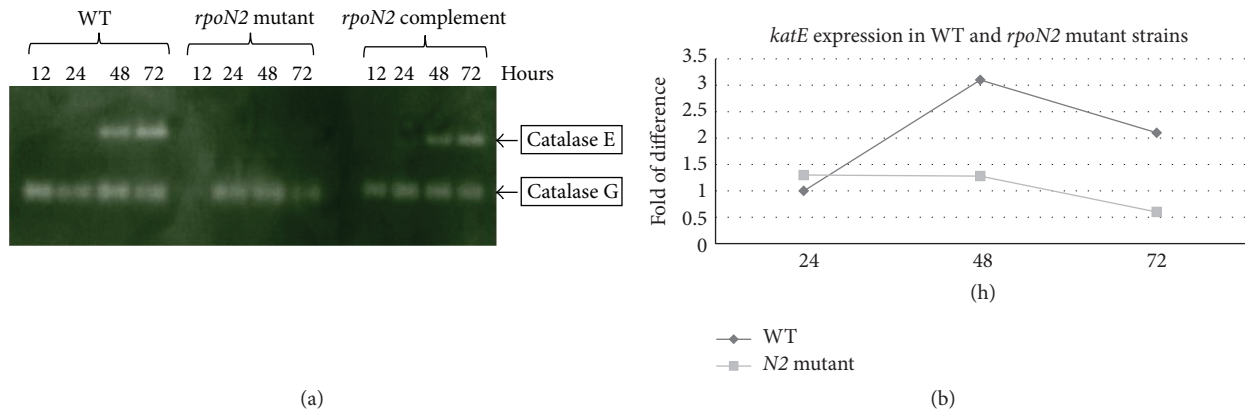 WT
rpoN2 mutant
rpoN2 complement
12 24 48 72 12 24 48 72 12 24 48 72 Hours
Catalase E
Catalase G
(a)
katE expression in WT and rpoN2 mutant strains
Fold of difference
3.5
3
2.5
2
1.5
1
0.5
0
24 48 72
(h)
WT
N2 mutant
(b)